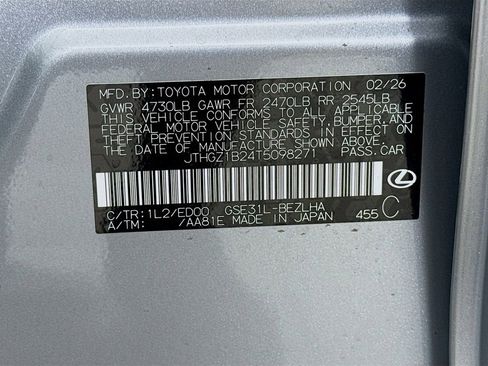 MFD. BY: TOYOTA MOTOR CORPORATION 02/26
GVWR 4730LB GAWR FR 2470LB RR 2545LB
THIS VEHICLE CONFORMS TO ALL APPLICABLE
FEDERAL MOTOR VEHICLE SAFETY, BUMPER, AND
THEFT PREVENTION STANDARDS IN EFFECT ON
THE DATE OF MANUFACTURE SHOWN ABOVE.
JTHGZ1B24T5098271 PASS.CAR
C/TR: 1L2/ED00 GSE31L-BEZLHA
A/TM: /AA81E MADE IN JAPAN 455 C